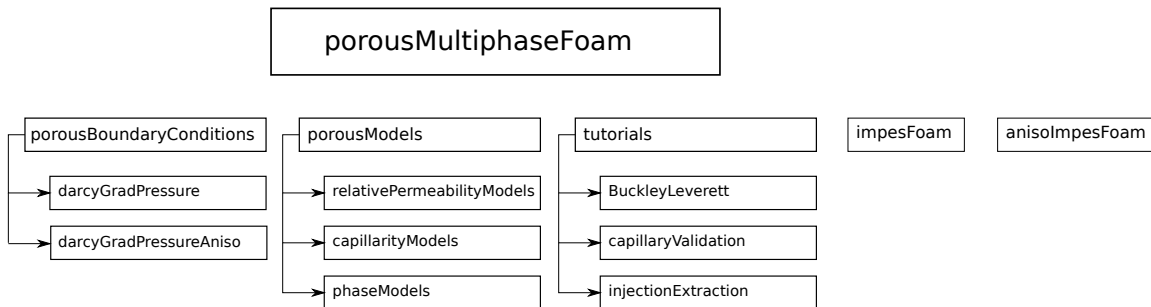 porousMultiphaseFoam
porousBoundaryConditions
darcyGradPressure
darcyGradPressureAniso
porousModels
relativePermeabilityModels
capillarityModels
phaseModels
tutorials
BuckleyLeverett
capillaryValidation
injectionExtraction
impesFoam
anisoImpesFoam